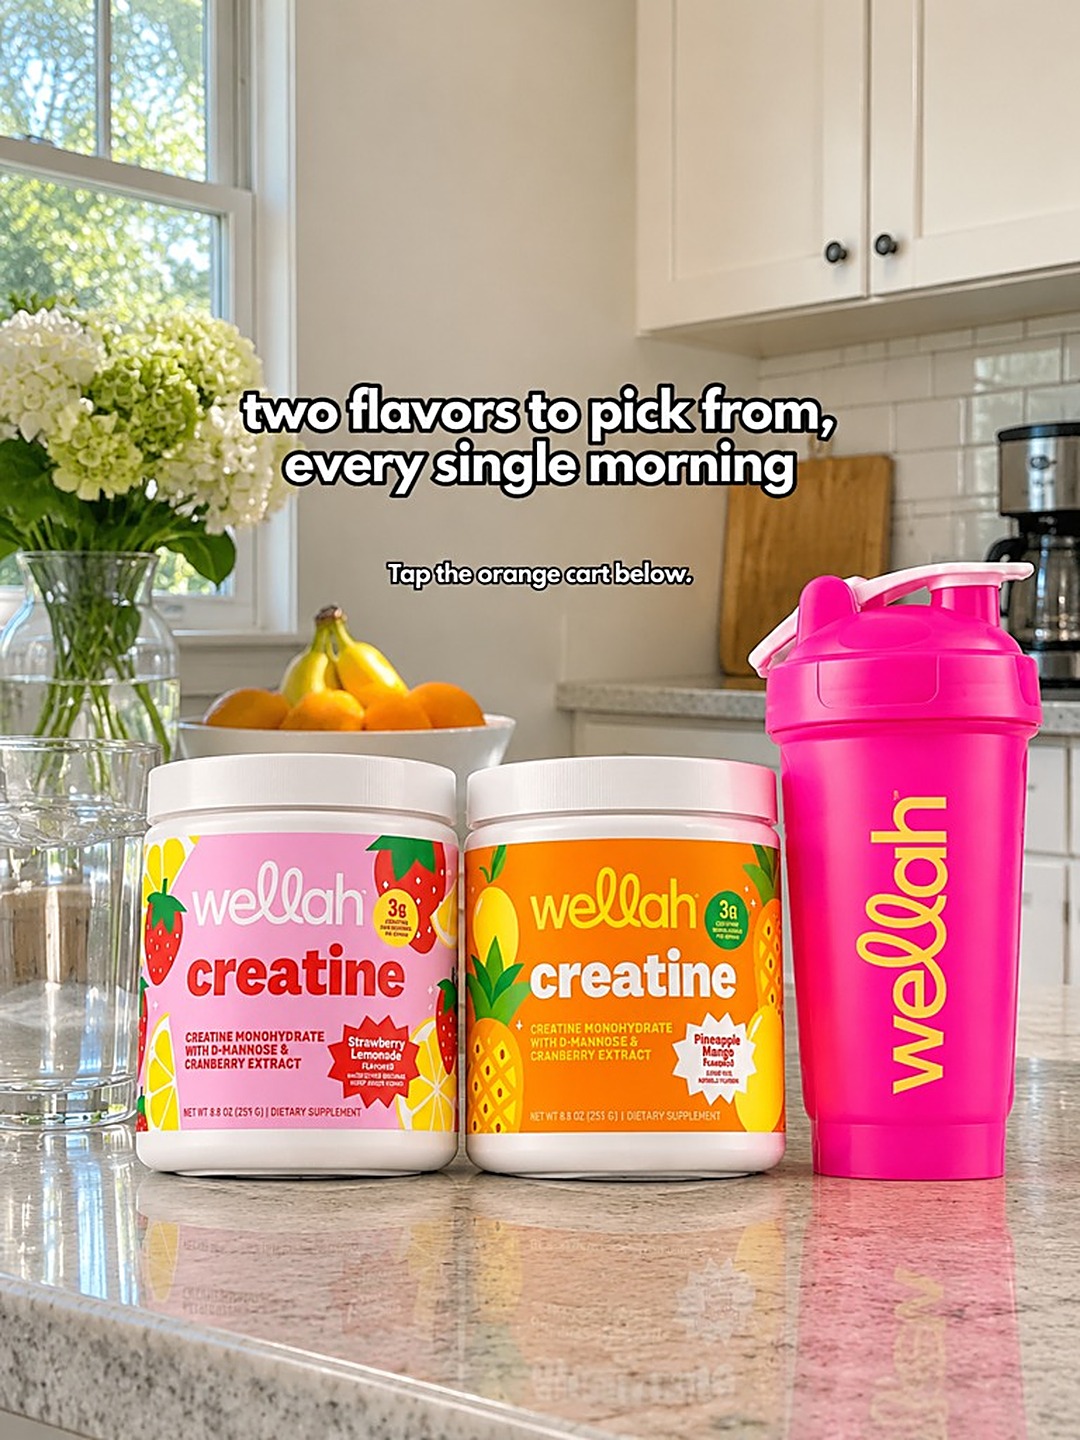 two flavors to pick from,
every single morning
Tap the orange cart below.
wellah
3g
creatine
CREATINE MONOHYDRATE
WITH D-MANNOSE &
CRANBERRY EXTRACT
Strawberry
Lemonade
FLAVORED
NET WT 8.8 OZ (251 G) | DIETARY SUPPLEMENT
wellah
3g
creatine
CREATINE MONOHYDRATE
WITH D-MANNOSE &
CRANBERRY EXTRACT
Pineapple
Mango
FLAVORED
NET WT 8.8 OZ (251 G) | DIETARY SUPPLEMENT
wellah